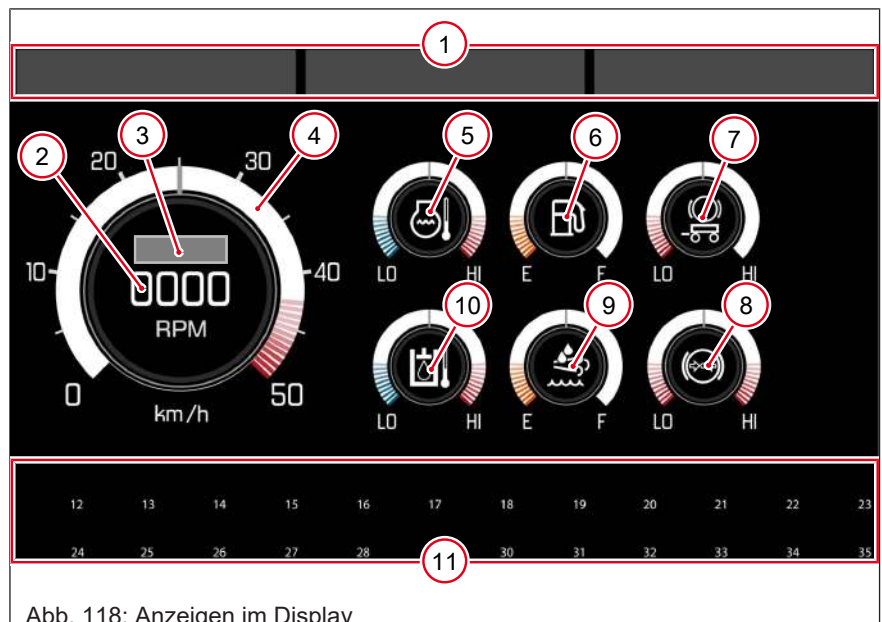 1
2
3
4
5
6
7
20
30
10
40
0000
RPM
0
50
km/h
LO HI
E F
LO HI
10
9
8
LO HI
E F
LO HI
12 13 14 15 16 17 18 19 20 21 22 23
24 25 26 27 28 30 31 32 33 34 35
11
Abb. 118: Anzeigen im Display